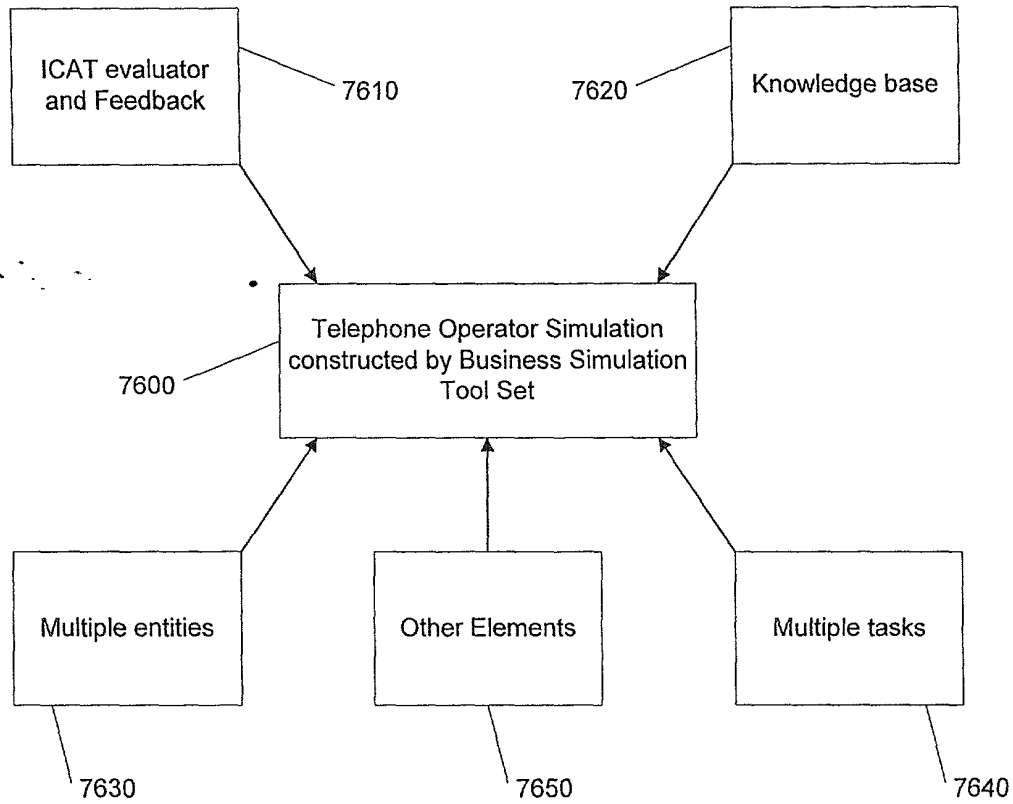 ICAT evaluator
and Feedback
7610
7620
Knowledge base
Telephone Operator Simulation
constructed by Business Simulation
Tool Set
7600
Multiple entities
Other Elements
Multiple tasks
7630
7650
7640